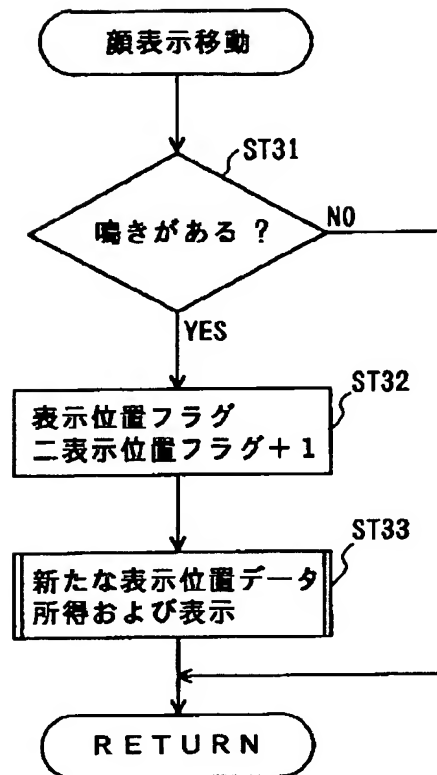 顔表示移動
ST31
鳴きがある ?
NO
YES
ST32
表示位置フラグ
二表示位置フラグ+1
ST33
新たな表示位置データ
所得および表示
RETURN